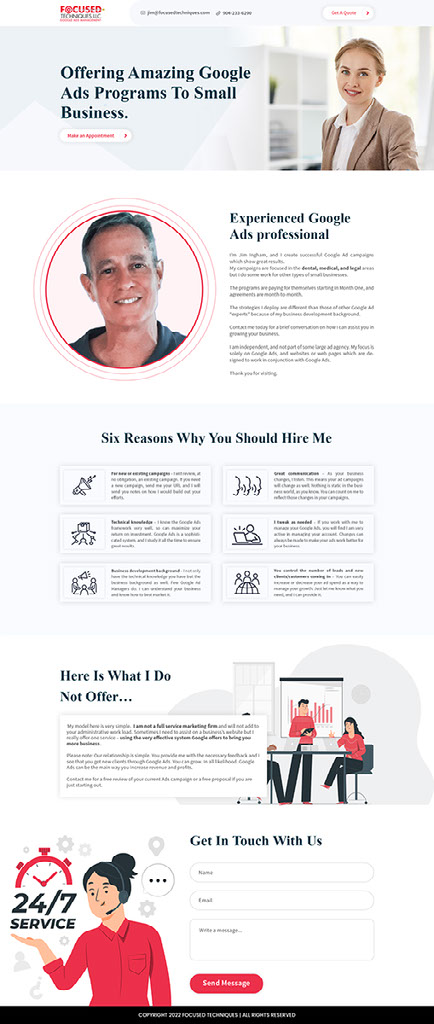 FOCUSED
TECHNIQUES LLC
GOOGLE ADS MANAGEMENT
jim@focusedtechniques.com
904-233-6290
Get A Quote
Offering Amazing Google
Ads Programs To Small
Business.
Make an Appointment
Experienced Google
Ads professional
I'm Jim Ingham, and I create successful Google Ad campaigns
which show great results.
My campaigns are focused in the dental, medical, and legal areas
but I do some work for other types of small businesses.
The programs are paying for themselves starting in Month One, and
agreements are month to month.
The strategies I deploy are different than those of other Google Ad
"experts" because of my business development background.
Contact me today for a brief conversation on how I can assist you in
growing your business.
I am independent, and not part of some large ad agency. My focus is
solely on Google Ads, and websites or web pages which are de-
signed to work in conjunction with Google Ads.
Thank you for visiting.
Six Reasons Why You Should Hire Me
For new or existing campaigns - I will review, at
no obligation, an existing campaign. If you need
a new campaign, send me your URL and I will
send you notes on how I would build out your
efforts.
Great communication - As your business
changes, I listen. This means your ad campaigns
will change as well. Nothing is static in the busi-
ness world, as you know. You can count on me to
reflect those changes in your campaigns.
Technical knowledge - I know the Google Ads
framework very well, so can maximize your
return on investment. Google Ads is a sophisti-
cated system, and I study it all the time to ensure
good results.
I tweak as needed - If you work with me to
manage your Google Ads, you will find I am very
active in managing your account. Changes can
always be made to make your ads work better for
your business.
Business development background - I not only
have the technical knowledge you have but the
business background as well. Few Google Ad
Managers do. I can understand your business
and know how to best market it.
You control the number of leads and new
clients/customers coming in - You can easily
increase or decrease your ad spend as a way to
manage your growth. Just let me know what you
need, and I can provide it.
Here Is What I Do
Not Offer…
My model here is very simple. I am not a full service marketing firm and will not add to
your administrative work load. Sometimes I need to assist on a business's website but I
really offer one service - using the very effective system Google offers to bring you
more business.
Please note: Our relationship is simple. You provide me with the necessary feedback and I
see that you get new clients through Google Ads. You can grow. In all likelihood, Google
Ads can be the main way you increase revenue and profits.
Contact me for a free review of your current Ads campaign or a free proposal if you are
just starting out.
24/7
SERVICE
Get In Touch With Us
Name
Email
Write a message...
Send Message
COPYRIGHT 2022 FOCUSED TECHNIQUES | ALL RIGHTS RESERVED